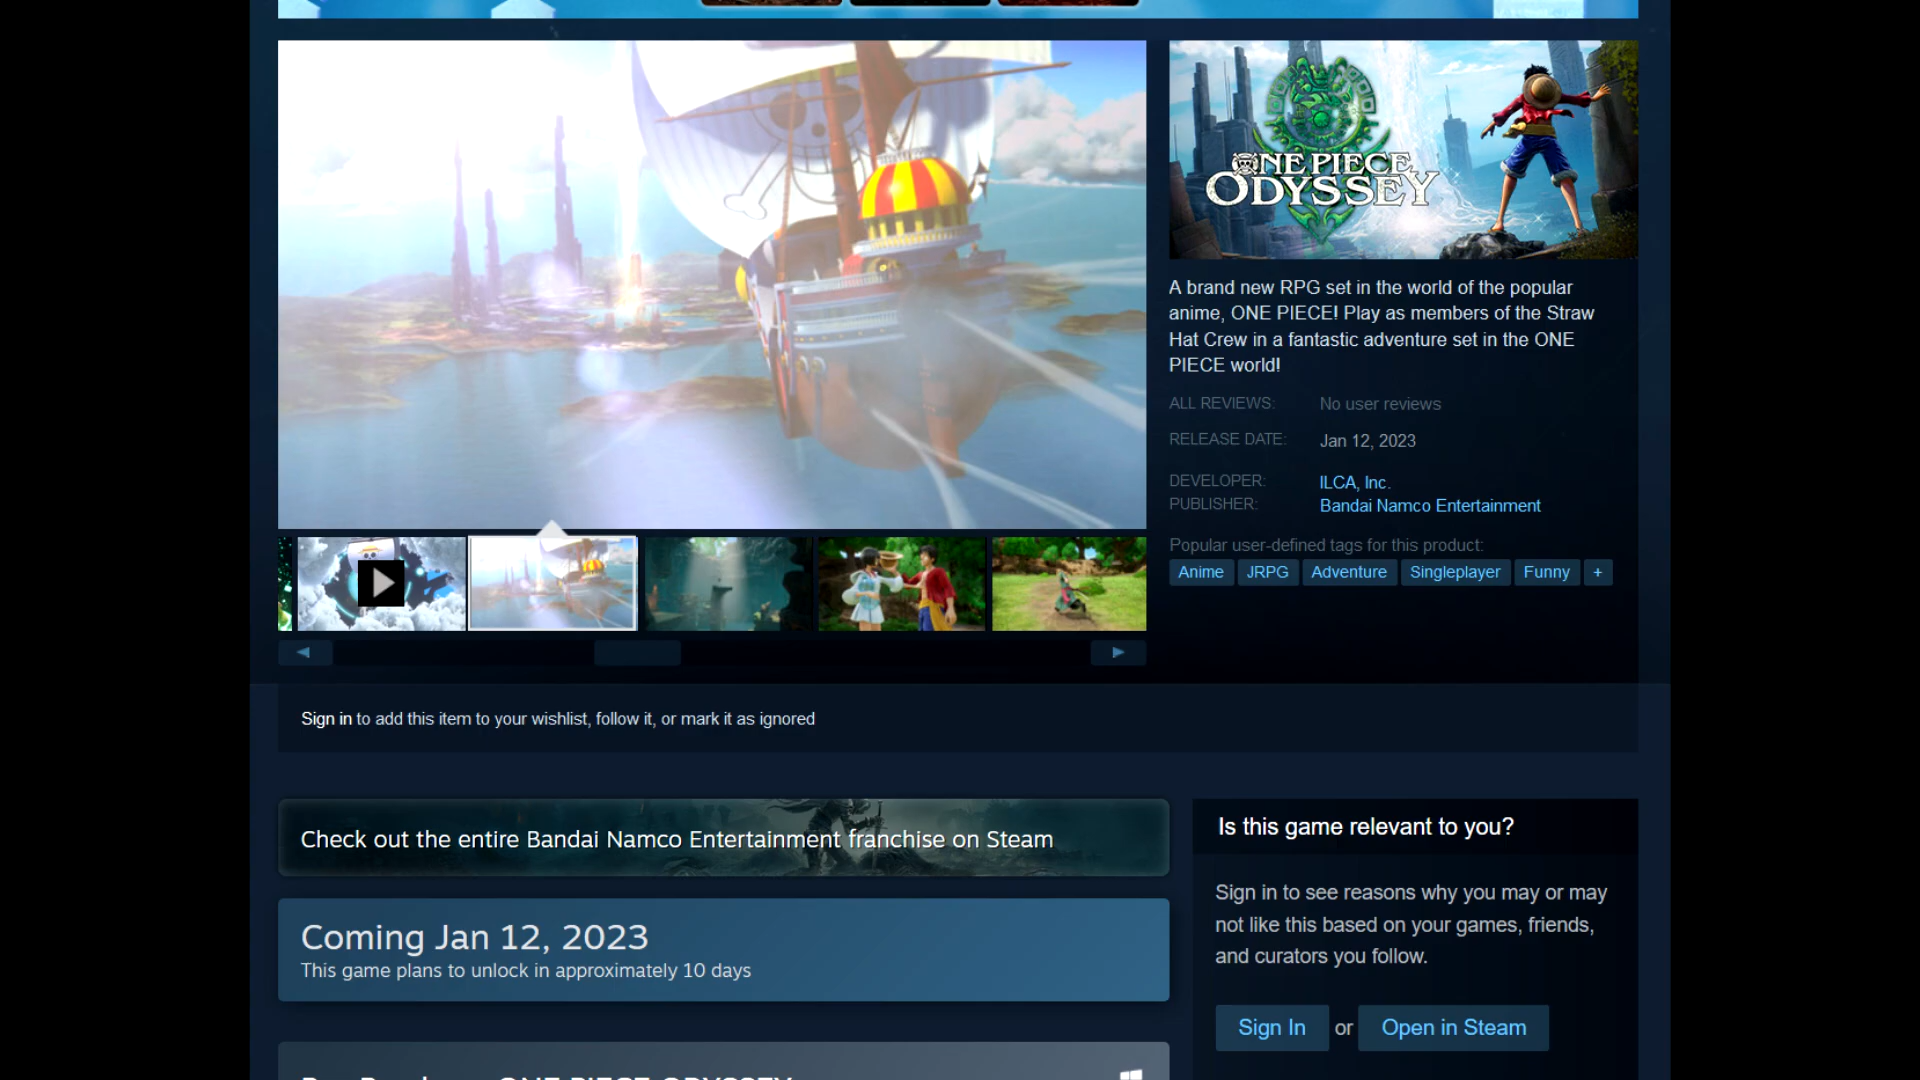 ONE PIECE
ODYSSEY
A brand new RPG set in the world of the popular
anime, ONE PIECE! Play as members of the Straw
Hat Crew in a fantastic adventure set in the ONE
PIECE world!
ALL REVIEWS: No user reviews
RELEASE DATE: Jan 12, 2023
DEVELOPER: ILCA, Inc.
PUBLISHER: Bandai Namco Entertainment
Popular user-defined tags for this product:
Anime JRPG Adventure Singleplayer Funny +
Sign in to add this item to your wishlist, follow it, or mark it as ignored
Check out the entire Bandai Namco Entertainment franchise on Steam
Coming Jan 12, 2023
This game plans to unlock in approximately 10 days
Is this game relevant to you?
Sign in to see reasons why you may or may
not like this based on your games, friends,
and curators you follow.
Sign In or Open in Steam
ONE PIECE ODYSSEY